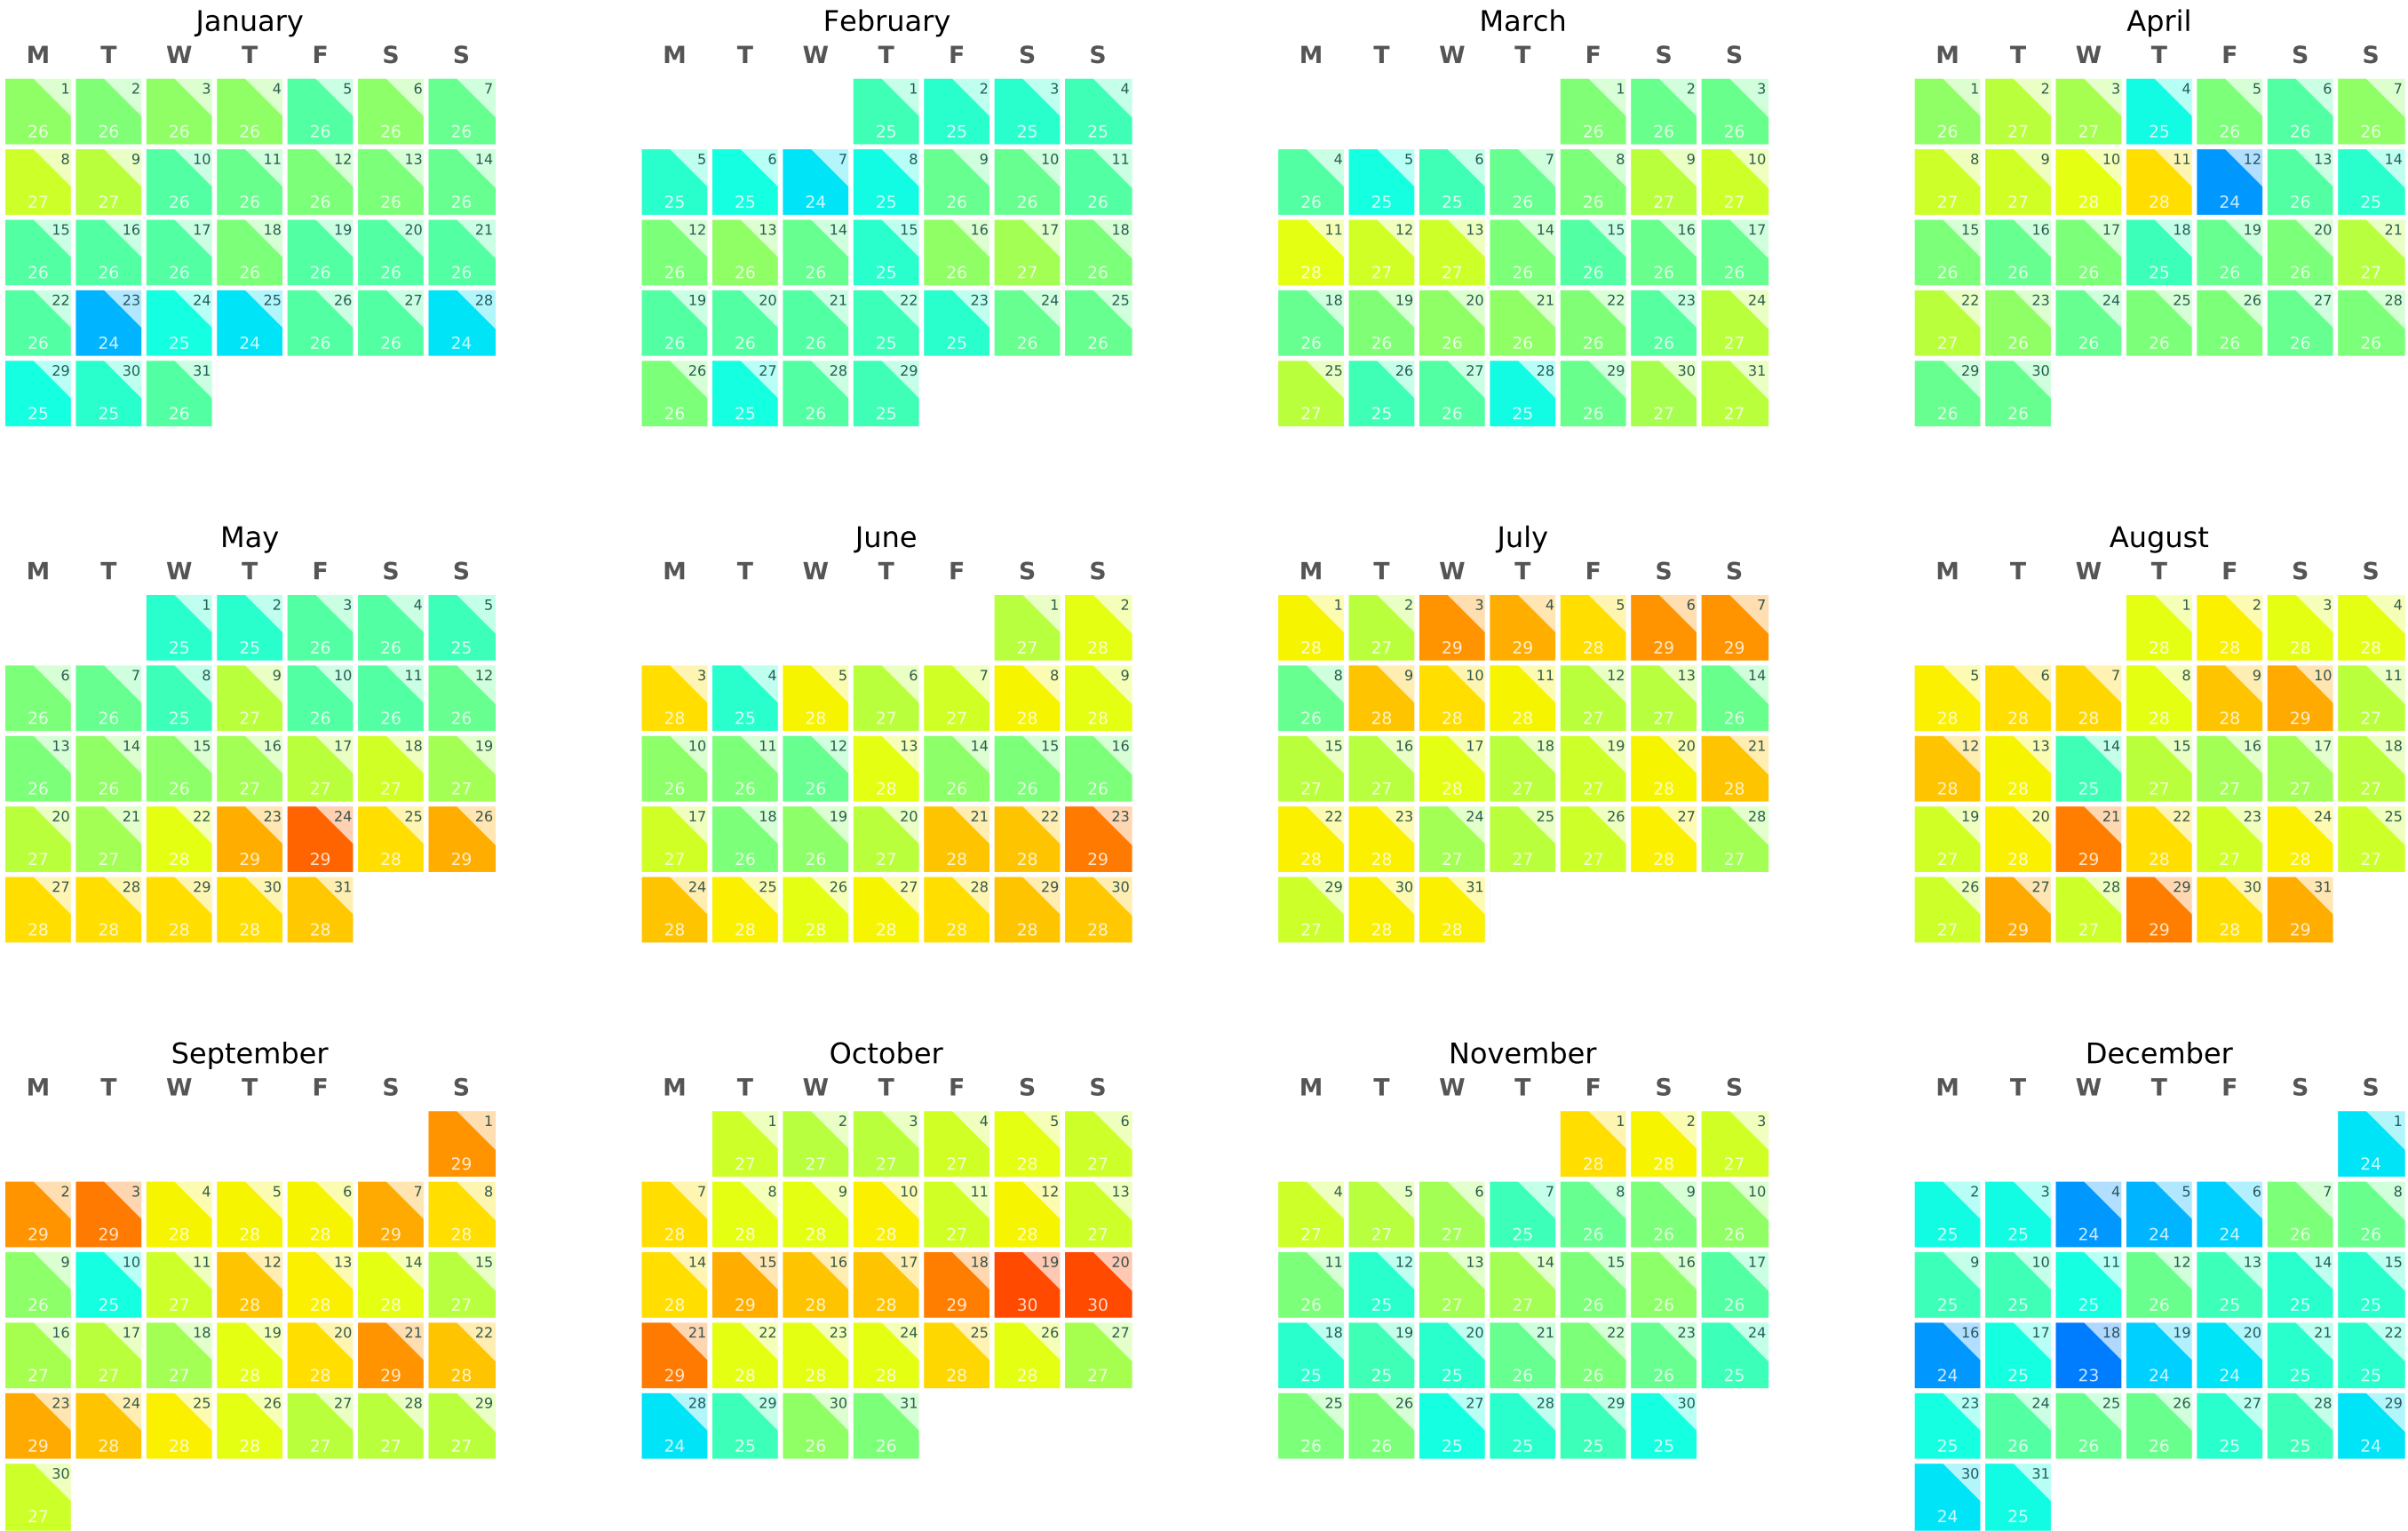 January February March April
M T W T F S S M T W T F S S M T W T F S S M T W T F S S
1 2 3 4 5 6 7 1 2 3 4 1 2 3 1 2 3 4 5 6 7
26 26 26 26 26 26 26 25 25 25 25 26 26 26 26 27 27 25 26 26 26
8 9 10 11 12 13 14 5 6 7 8 9 10 11 4 5 6 7 8 9 10 8 9 10 11 12 13 14
27 27 26 26 26 26 26 25 25 24 25 26 26 26 26 25 25 26 26 27 27 27 27 28 28 24 26 25
15 16 17 18 19 20 21 12 13 14 15 16 17 18 11 12 13 14 15 16 17 15 16 17 18 19 20 21
26 26 26 26 26 26 26 26 26 26 25 26 27 26 28 27 27 26 26 26 26 26 26 26 25 26 26 27
22 23 24 25 26 27 28 19 20 21 22 23 24 25 18 19 20 21 22 23 24 22 23 24 25 26 27 28
26 24 25 24 26 26 24 26 26 26 25 25 26 26 26 26 26 26 26 26 27 27 26 26 26 26 26 26
29 30 31 26 27 28 29 25 26 27 28 29 30 31 29 30
25 25 26 26 25 26 25 27 25 26 25 26 27 27 26 26
May June July August
M T W T F S S M T W T F S S M T W T F S S M T W T F S S
1 2 3 4 5 1 2 1 2 3 4 5 6 7 1 2 3 4
25 25 26 26 25 27 28 28 27 29 29 28 29 29 28 28 28 28
6 7 8 9 10 11 12 3 4 5 6 7 8 9 8 9 10 11 12 13 14 5 6 7 8 9 10 11
26 26 25 27 26 26 26 28 25 28 27 27 28 28 26 28 28 28 27 27 26 28 28 28 28 28 29 27
13 14 15 16 17 18 19 10 11 12 13 14 15 16 15 16 17 18 19 20 21 12 13 14 15 16 17 18
26 26 26 27 27 27 27 26 26 26 28 26 26 26 27 27 28 27 27 28 28 28 28 25 27 27 27 27
20 21 22 23 24 25 26 17 18 19 20 21 22 23 22 23 24 25 26 27 28 19 20 21 22 23 24 25
27 27 28 29 29 28 29 27 26 26 27 28 28 29 28 28 27 27 27 28 27 27 28 29 28 27 28 27
27 28 29 30 31 24 25 26 27 28 29 30 29 30 31 26 27 28 29 30 31
28 28 28 28 28 28 28 28 28 28 28 28 27 28 28 27 29 27 29 28 29
September October November December
M T W T F S S M T W T F S S M T W T F S S M T W T F S S
1 1 2 3 4 5 6 1 2 3 1
29 27 27 27 27 28 27 28 28 27 24
2 3 4 5 6 7 8 7 8 9 10 11 12 13 4 5 6 7 8 9 10 2 3 4 5 6 7 8
29 29 28 28 28 29 28 28 28 28 28 27 28 27 27 27 27 25 26 26 26 25 25 24 24 24 26 26
9 10 11 12 13 14 15 14 15 16 17 18 19 20 11 12 13 14 15 16 17 9 10 11 12 13 14 15
26 25 27 28 28 28 27 28 29 28 28 29 30 30 26 25 27 27 26 26 26 25 25 25 26 25 25 25
16 17 18 19 20 21 22 21 22 23 24 25 26 27 18 19 20 21 22 23 24 16 17 18 19 20 21 22
27 27 27 28 28 29 28 29 28 28 28 28 28 27 25 25 25 26 26 26 25 24 25 23 24 24 25 25
23 24 25 26 27 28 29 28 29 30 31 25 26 27 28 29 30 23 24 25 26 27 28 29
29 28 28 28 27 27 27 24 25 26 26 26 26 25 25 25 25 25 26 26 26 25 25 24
30 30 31
27 24 25